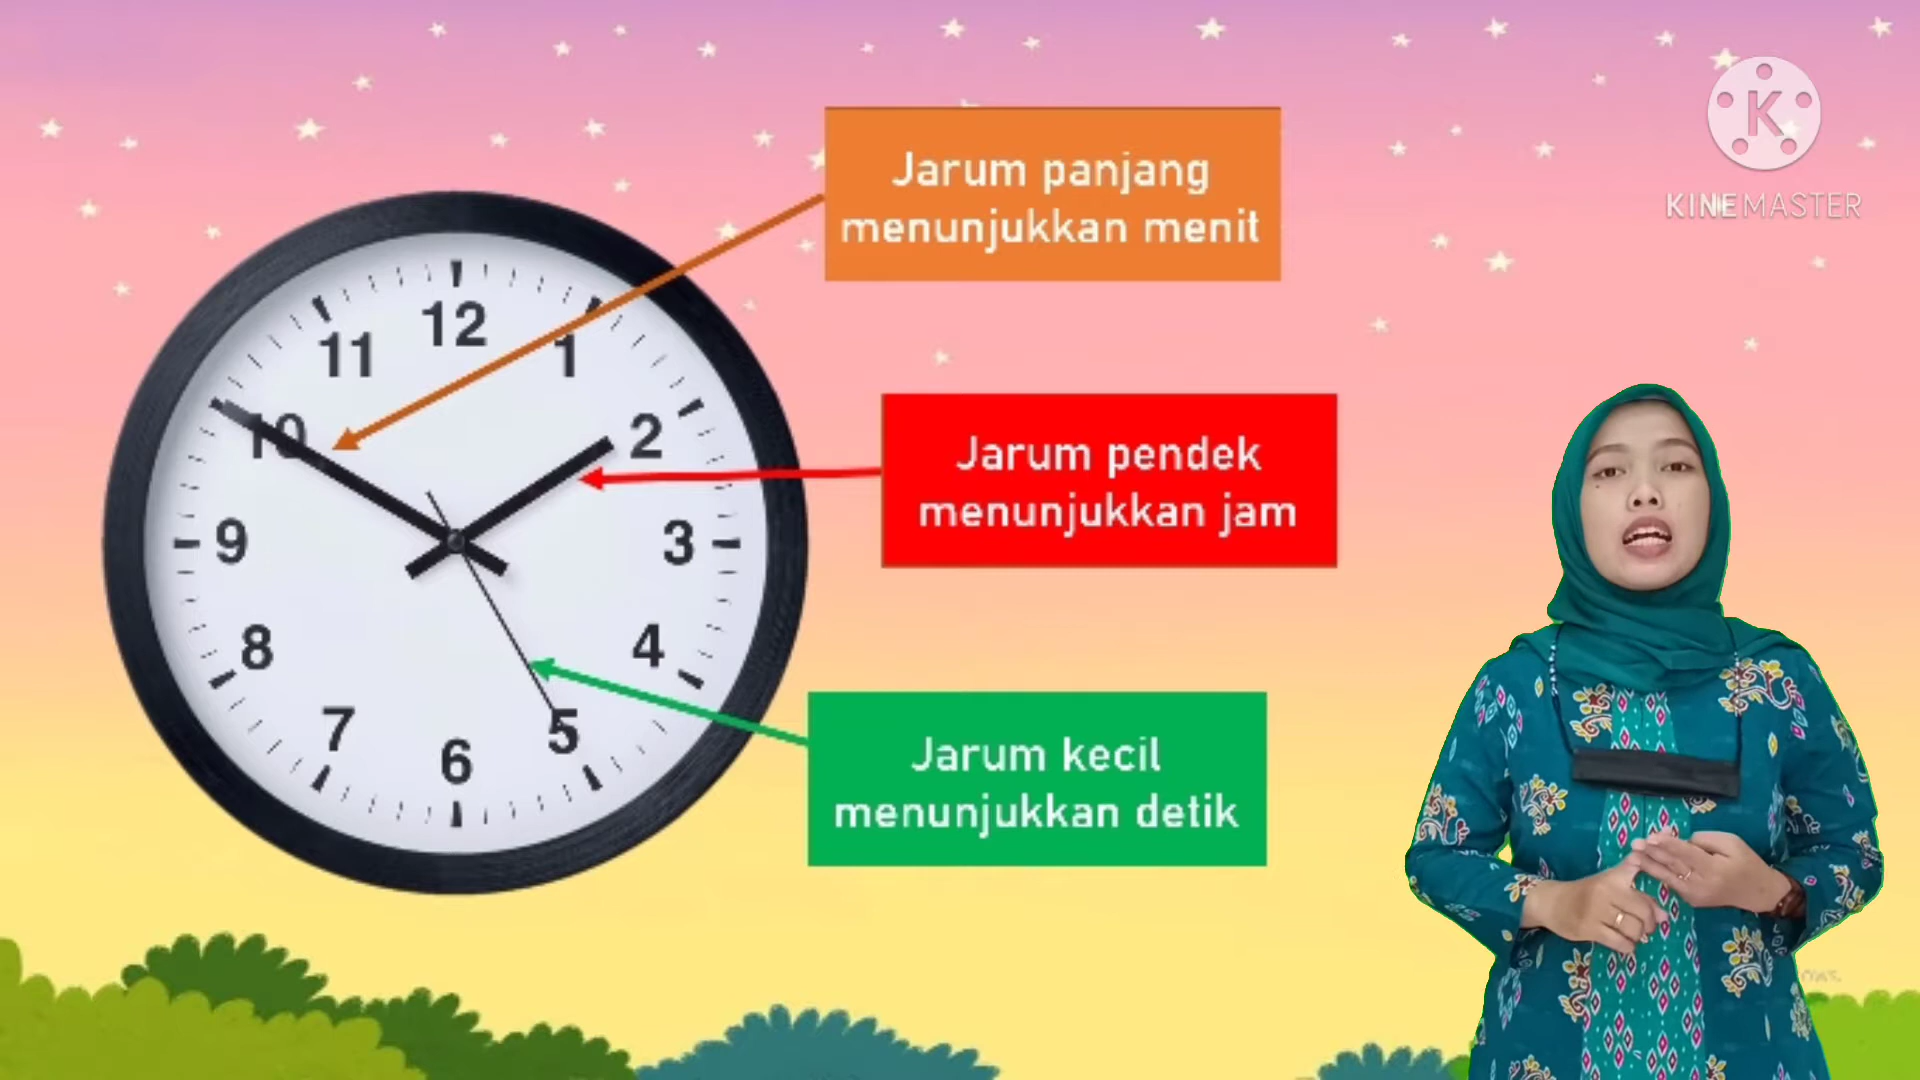 Jarum panjang
menunjukkan menit
K
KINEMASTER
12
11
1
10
2
Jarum pendek
menunjukkan jam
9
3
8
4
7
5
6
Jarum kecil
menunjukkan detik